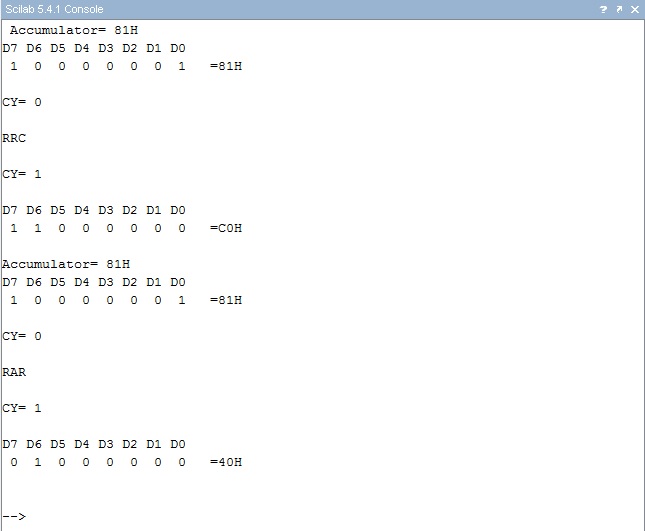 Scilab 5.4.1 Console
Accumulator= 81H
D7 D6 D5 D4 D3 D2 D1 D0
1 0 0 0 0 0 0 1 =81H
CY= 0
RRC
CY= 1
D7 D6 D5 D4 D3 D2 D1 D0
1 1 0 0 0 0 0 0 =C0H
Accumulator= 81H
D7 D6 D5 D4 D3 D2 D1 D0
1 0 0 0 0 0 0 1 =81H
CY= 0
RAR
CY= 1
D7 D6 D5 D4 D3 D2 D1 D0
0 1 0 0 0 0 0 0 =40H
-->